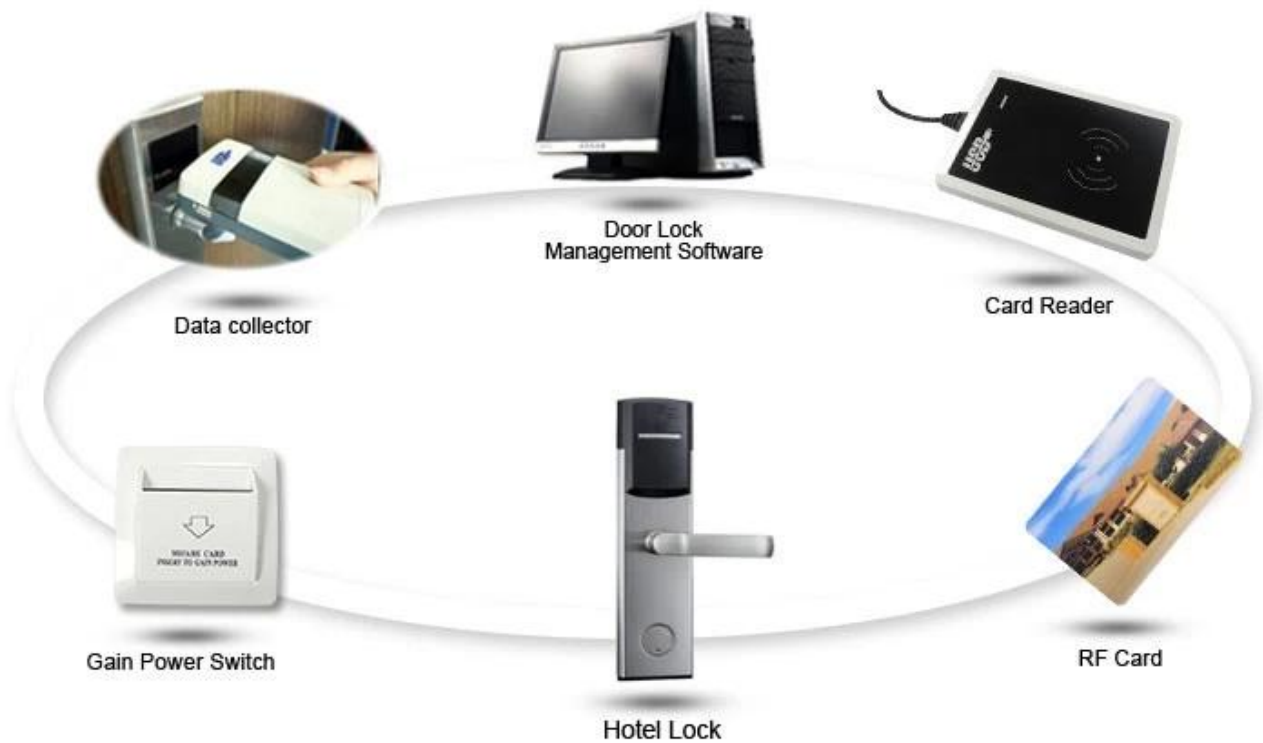 Door Lock
Management Software
Card Reader
Data collector
MIFARE CARD
INSERT TO GAIN POWER
Gain Power Switch
RF Card
Hotel Lock